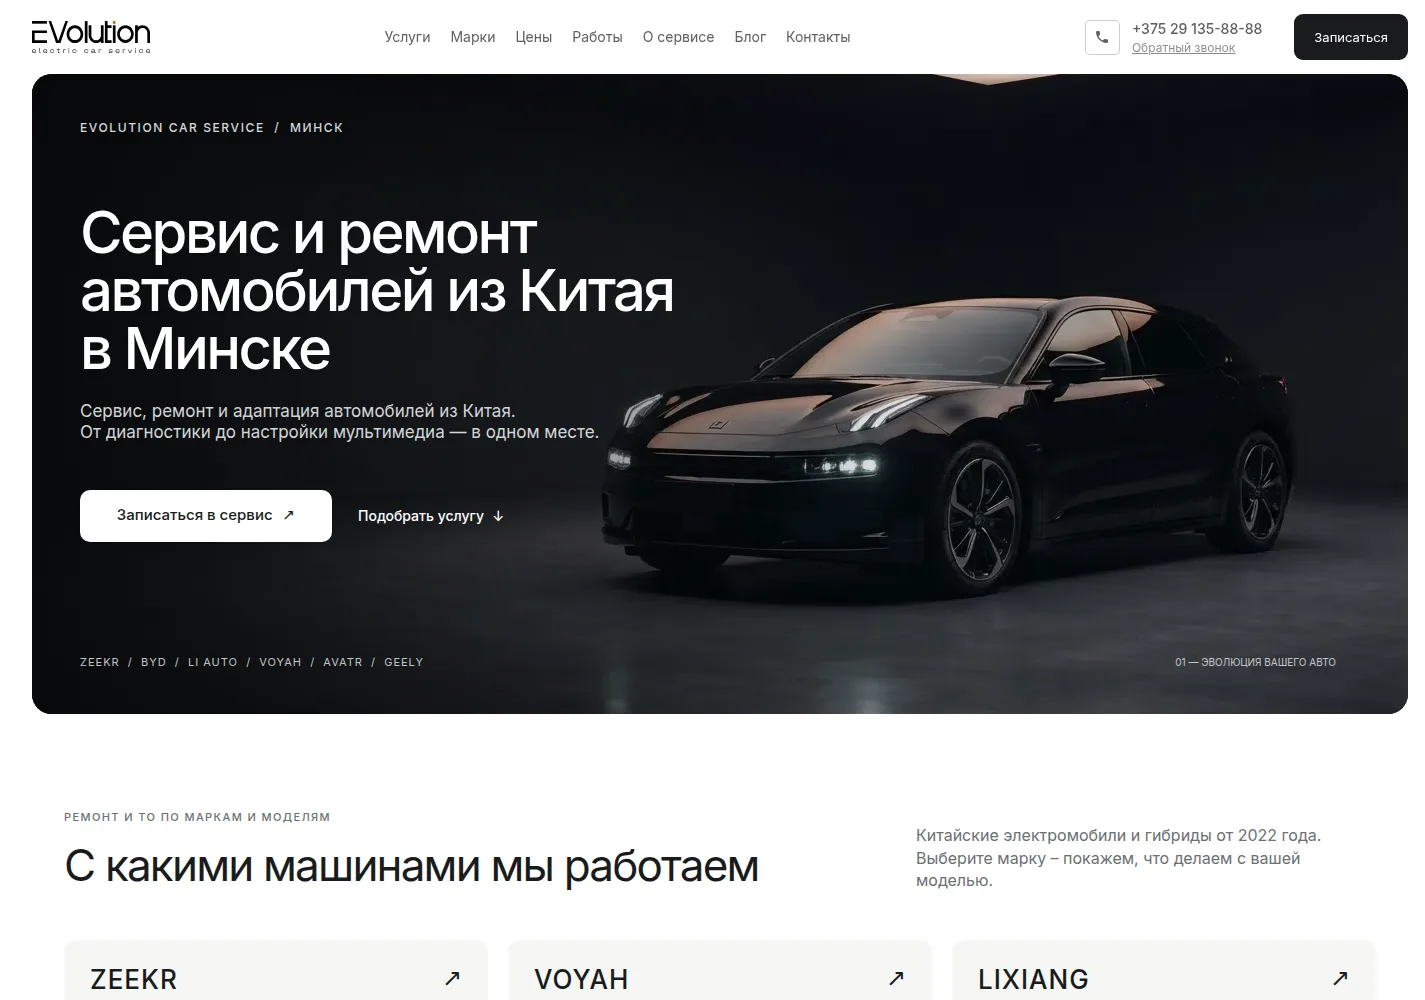 EVolution
electric car service
Услуги Марки Цены Работы О сервисе Блог Контакты
+375 29 135-88-88
Обратный звонок
Записаться
EVOLUTION CAR SERVICE / МИНСК
Сервис и ремонт
автомобилей из Китая
в Минске
Сервис, ремонт и адаптация автомобилей из Китая.
От диагностики до настройки мультимедиа — в одном месте.
Записаться в сервис ↗
Подобрать услугу ↓
ZEEKR / BYD / LI AUTO / VOYAH / AVATR / GEELY
01 — ЭВОЛЮЦИЯ ВАШЕГО АВТО
РЕМОНТ И ТО ПО МАРКАМ И МОДЕЛЯМ
С какими машинами мы работаем
Китайские электромобили и гибриды от 2022 года.
Выберите марку – покажем, что делаем с вашей
моделью.
ZEEKR ↗
VOYAH ↗
LIXIANG ↗